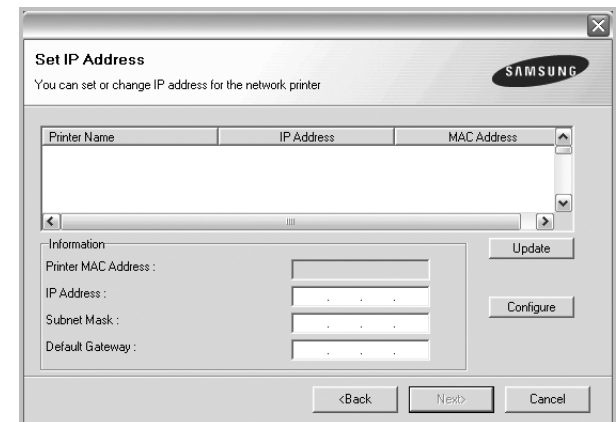 Set IP Address
You can set or change IP address for the network printer
SAMSUNG
Printer Name IP Address MAC Address
Information
Update
Printer MAC Address :
IP Address : . . .
Configure
Subnet Mask : . . .
Default Gateway : . . .
<Back Next> Cancel